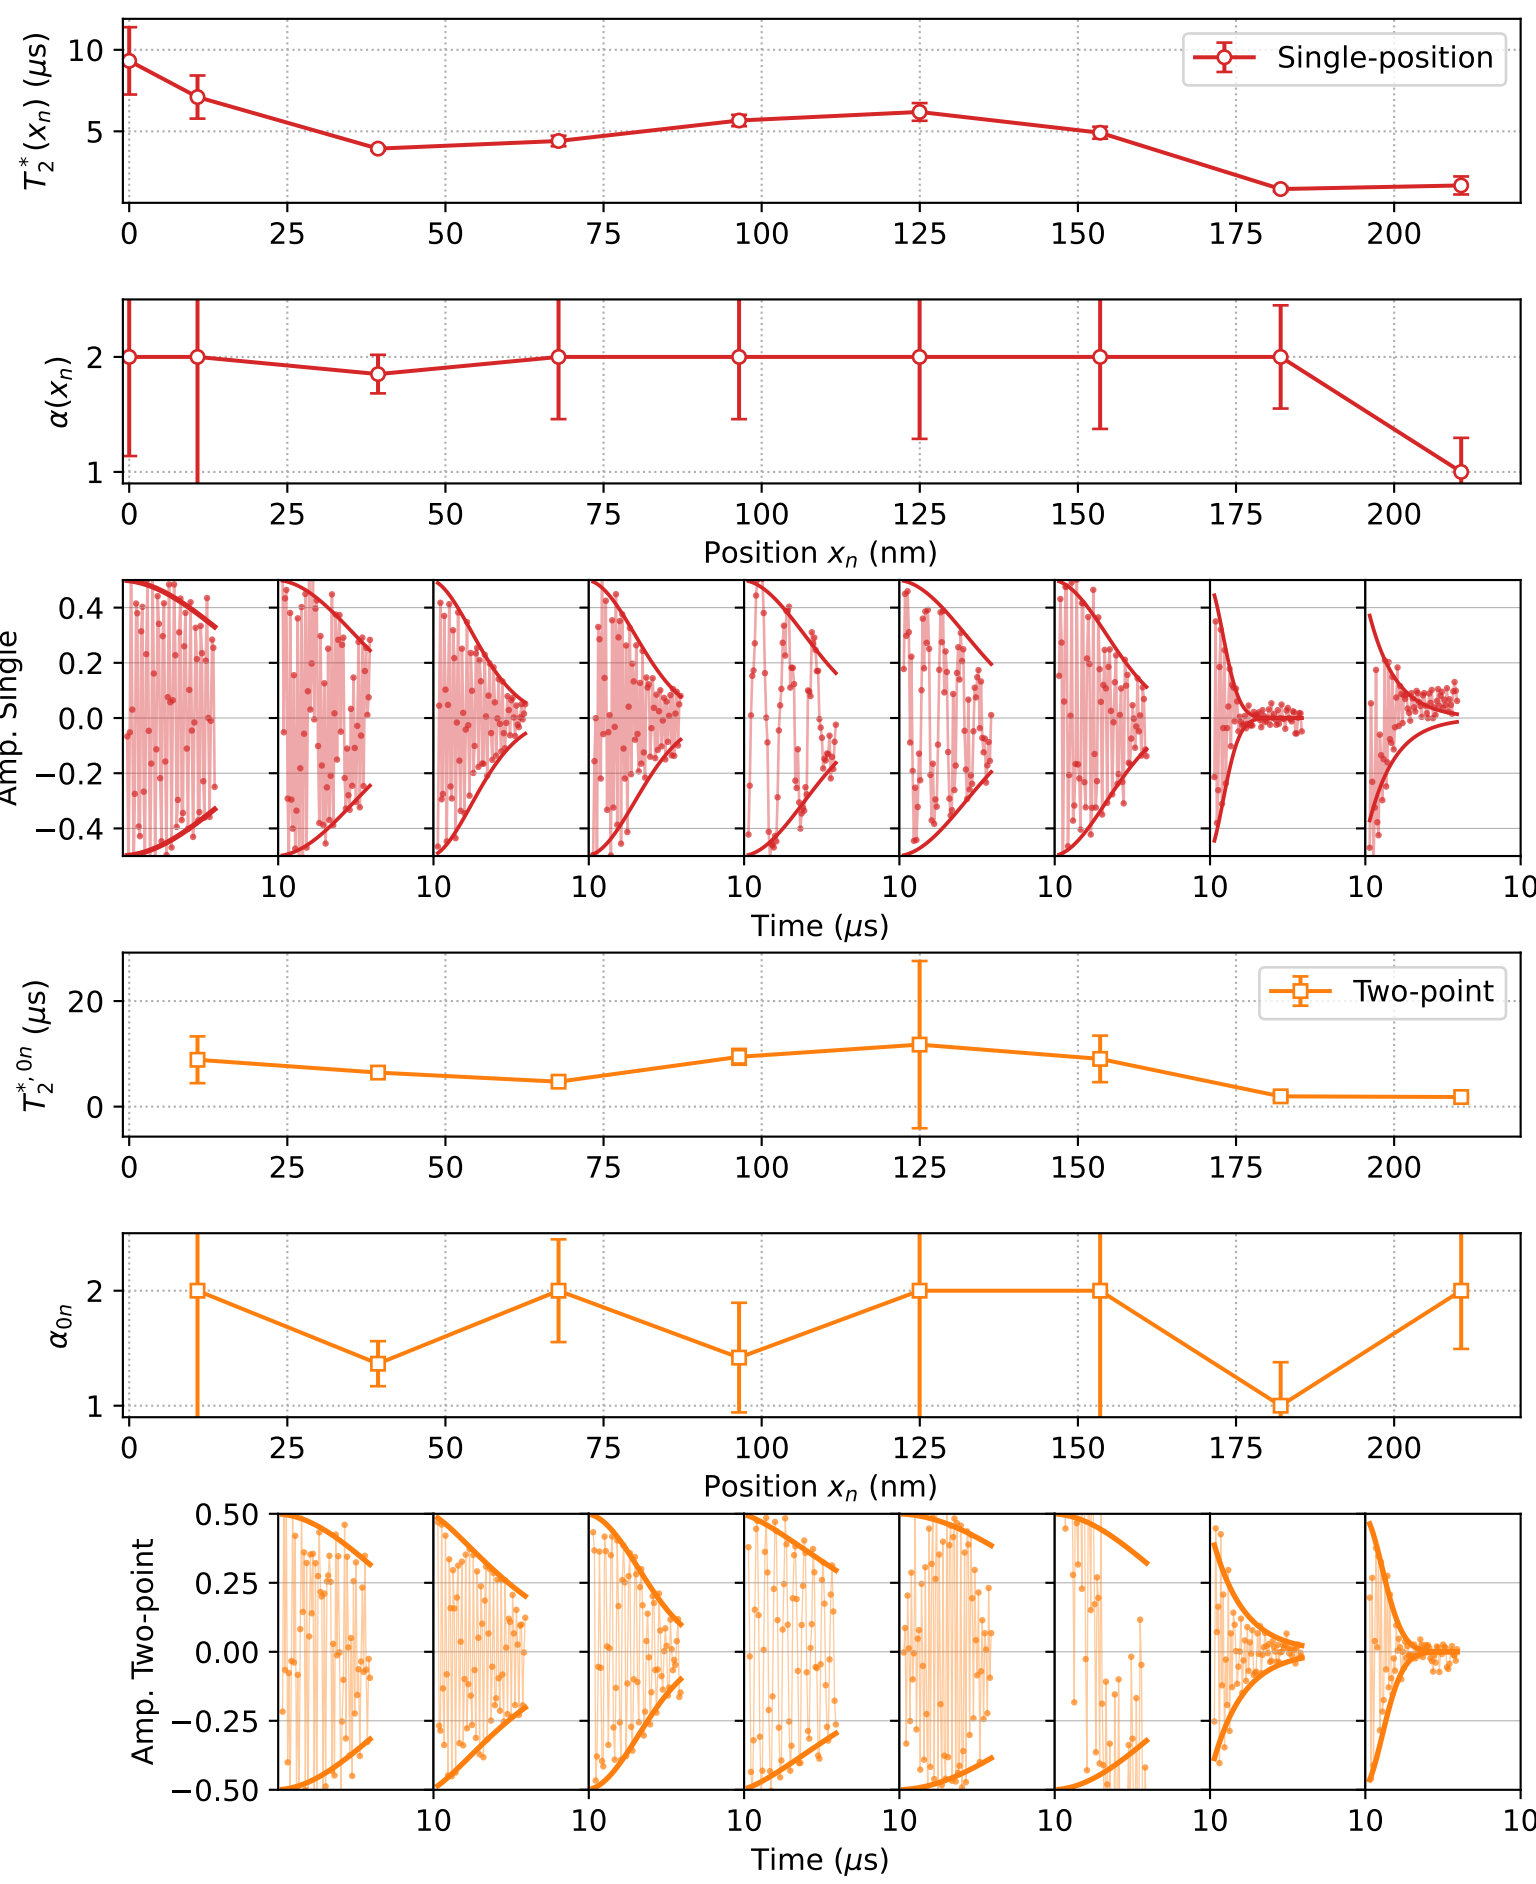 T₂*(xₙ) (μs)
10
5
Single-position
0 25 50 75 100 125 150 175 200
α(xₙ)
2
1
0 25 50 75 100 125 150 175 200
Position xₙ (nm)
Amp. Single
0.4
0.2
0.0
−0.2
−0.4
10 10 10 10 10 10 10 10 10
Time (μs)
T₂*,⁰ⁿ (μs)
20
0
Two-point
0 25 50 75 100 125 150 175 200
α₀ₙ
2
1
0 25 50 75 100 125 150 175 200
Position xₙ (nm)
Amp. Two-point
0.50
0.25
0.00
−0.25
−0.50
10 10 10 10 10 10 10 10
Time (μs)